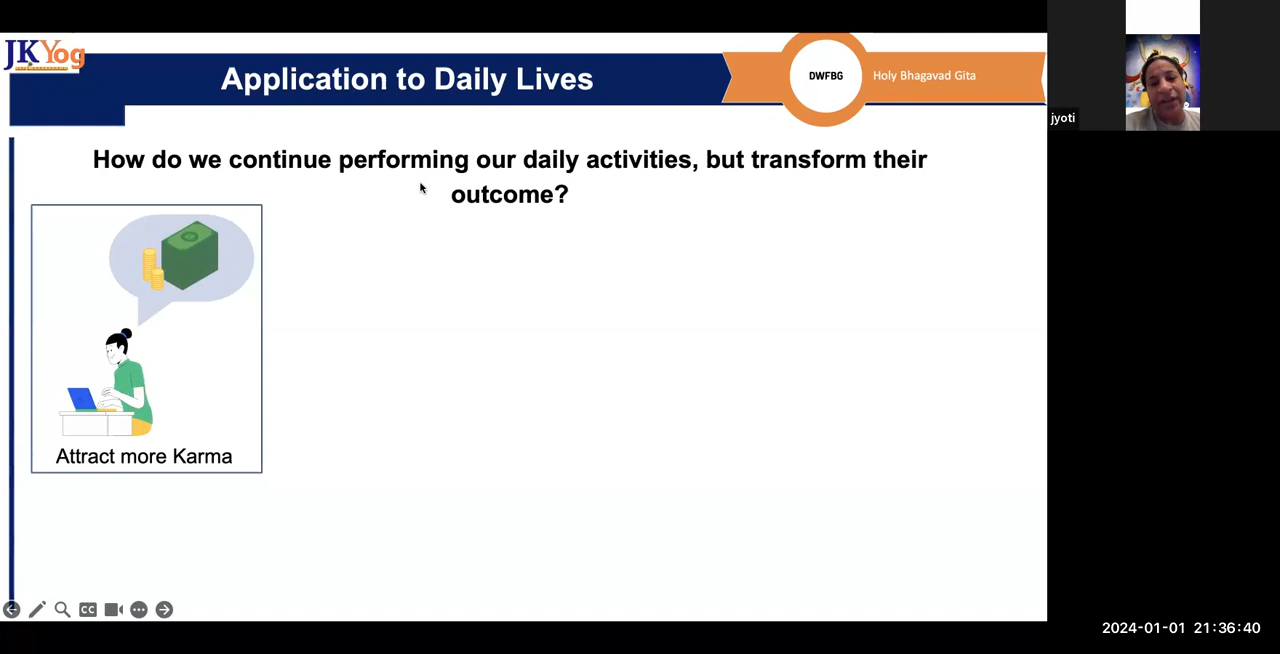 JKYog
Application to Daily Lives
DWFBG
Holy Bhagavad Gita
jyoti
How do we continue performing our daily activities, but transform their
outcome?
Attract more Karma
CC
2024-01-01 21:36:40